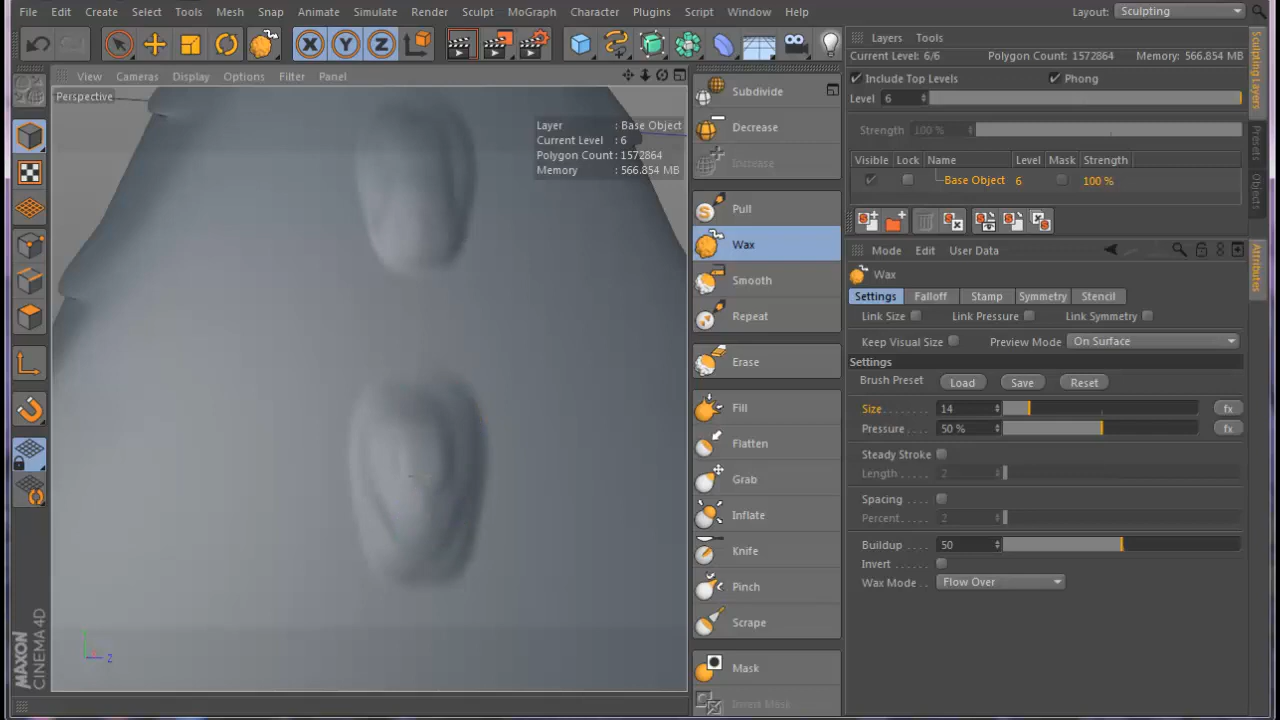 File Edit Create Select Tools Mesh Snap Animate Simulate Render Sculpt MoGraph Character Plugins Script Window Help Layout: Sculpting
View Cameras Display Options Filter Panel
Perspective
Layer : Base Object
Current Level : 6
Polygon Count : 1572864
Memory : 566.854 MB
Z
MAXON
CINEMA 4D
Subdivide
Decrease
Increase
Pull
Wax
Smooth
Repeat
Erase
Fill
Flatten
Grab
Inflate
Knife
Pinch
Scrape
Mask
Invert Mask
Layers Tools
Current Level: 6/6 Polygon Count: 1572864 Memory: 566.854 MB
Include Top Levels Phong
Level 6
Strength 100 %
Visible Lock Name Level Mask Strength
Base Object 6 100 %
Mode Edit User Data
Wax
Settings Falloff Stamp Symmetry Stencil
Link Size Link Pressure Link Symmetry
Keep Visual Size Preview Mode On Surface
Settings
Brush Preset Load Save Reset
Size 14 fx
Pressure 50 % fx
Steady Stroke
Length 2
Spacing
Percent 2
Buildup 50
Invert
Wax Mode Flow Over
Sculpting Layers
Presets
Objects
Attributes
X Y Z